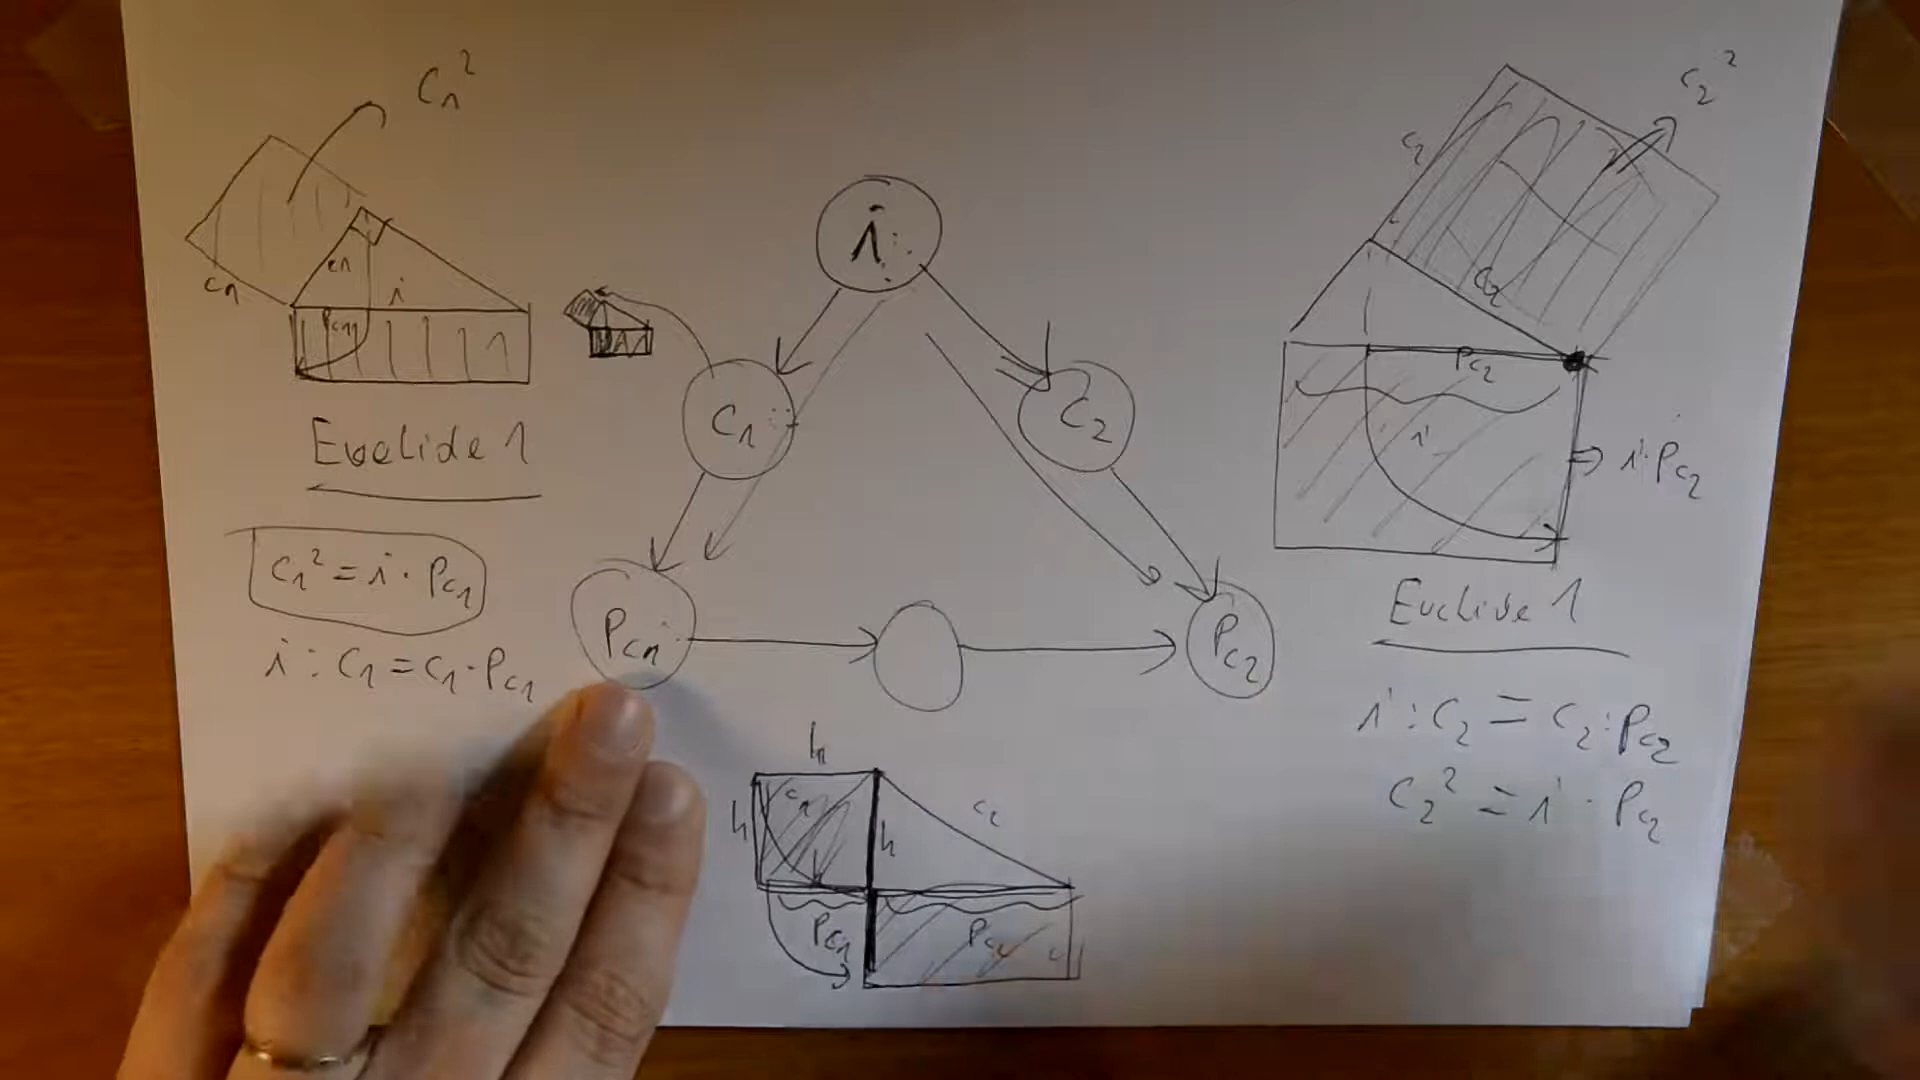 c₁²
c₁
c₁
i
Pc₁
Euclide 1
c₁² = i · Pc₁
i : c₁ = c₁ · Pc₁
i
c₁
c₂
Pc₁
Pc₂
h
h
c₁
h
c₂
Pc₁
Pc₂
c₂²
c₂
c₂
Pc₂
i
⇒ i · Pc₂
Euclide 1
i : c₂ = c₂ : Pc₂
c₂² = i · Pc₂